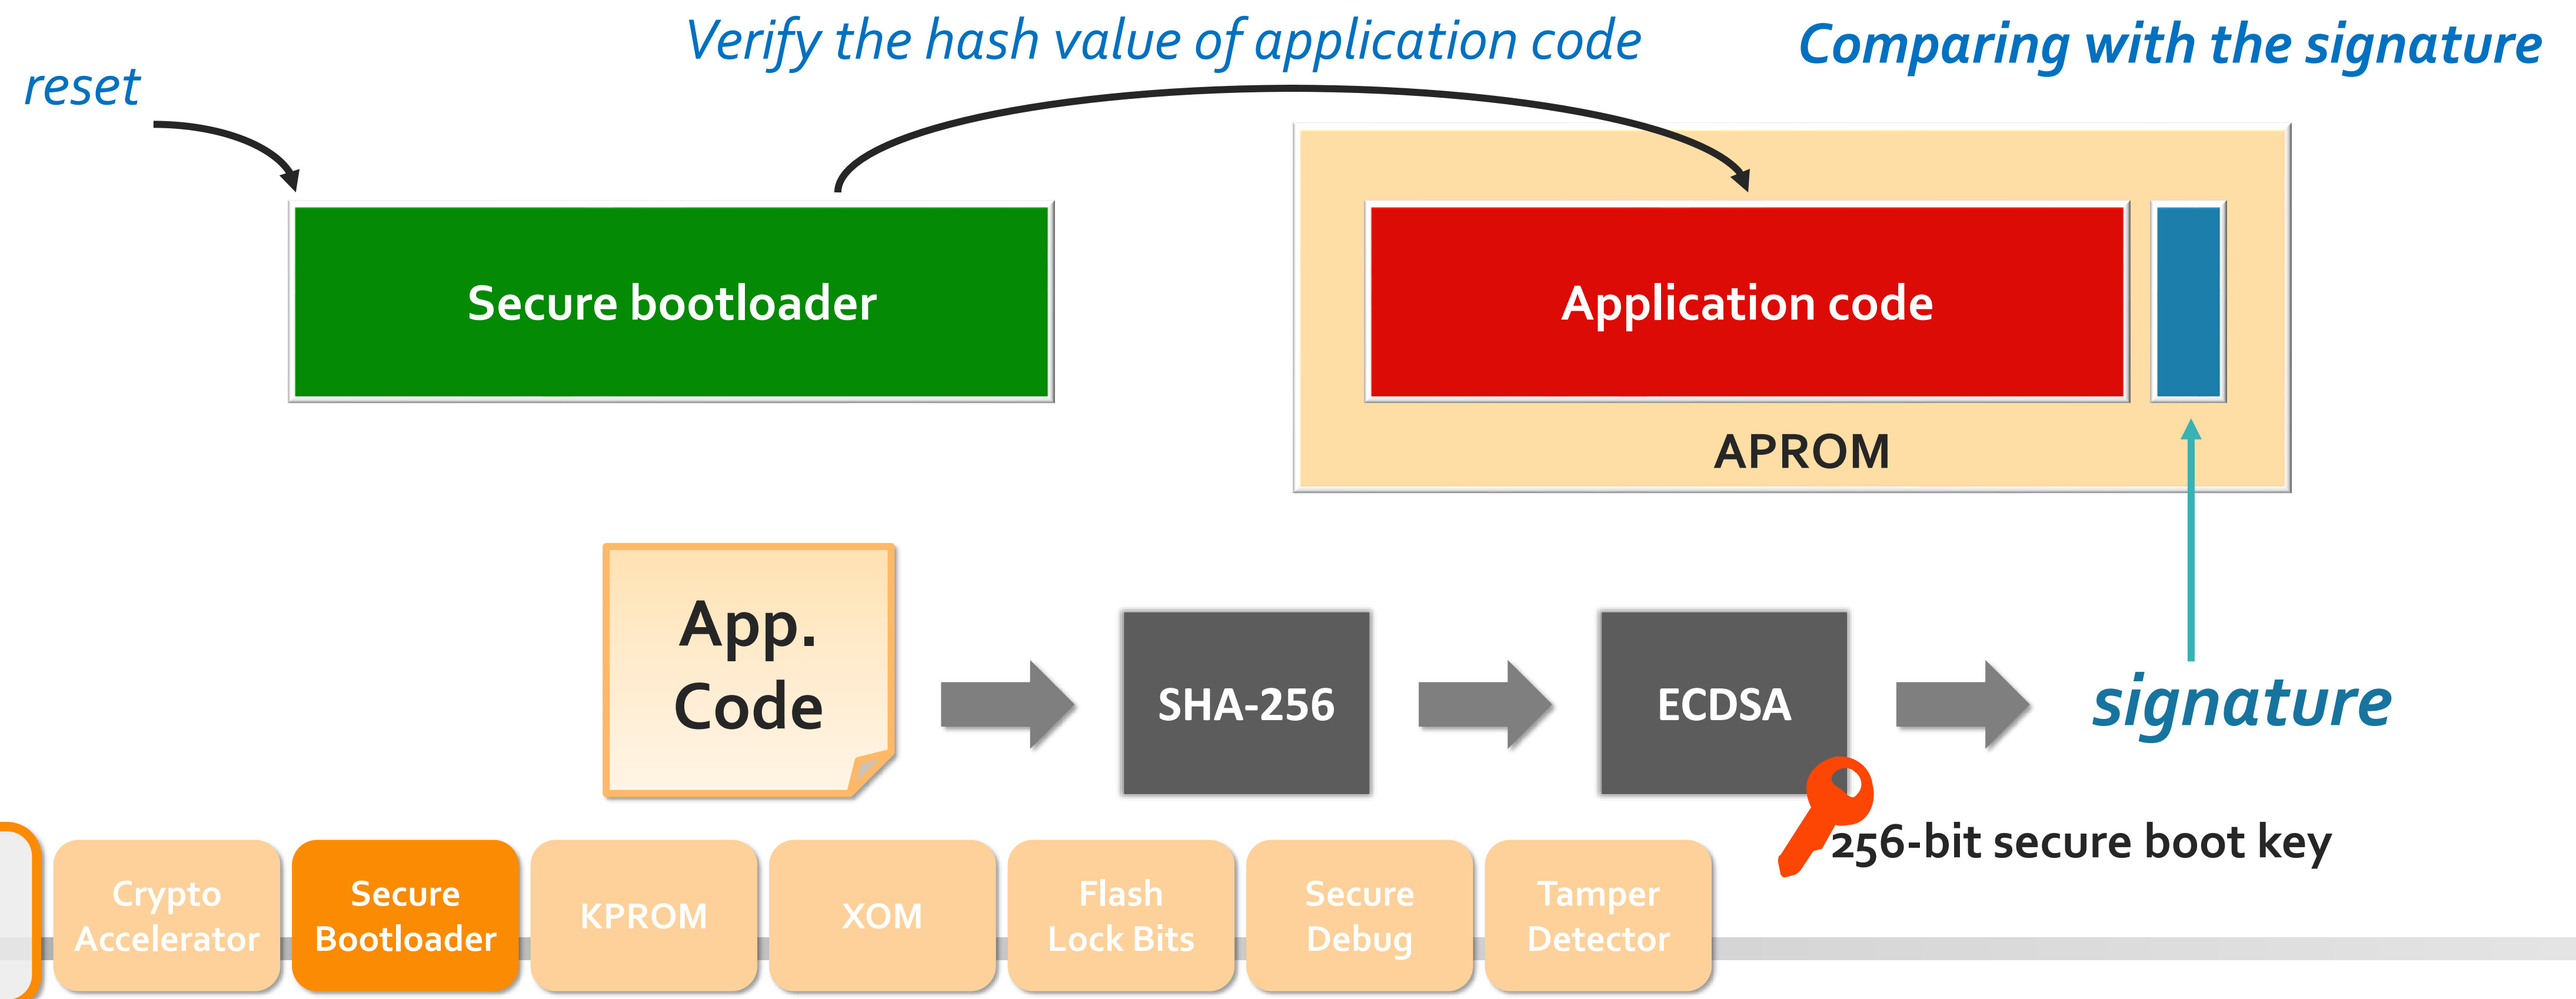 reset
Verify the hash value of application code
Comparing with the signature
Secure bootloader
Application code
APROM
App.
Code
SHA-256
ECDSA
signature
256-bit secure boot key
Crypto
Accelerator
Secure
Bootloader
KPROM
XOM
Flash
Lock Bits
Secure
Debug
Tamper
Detector